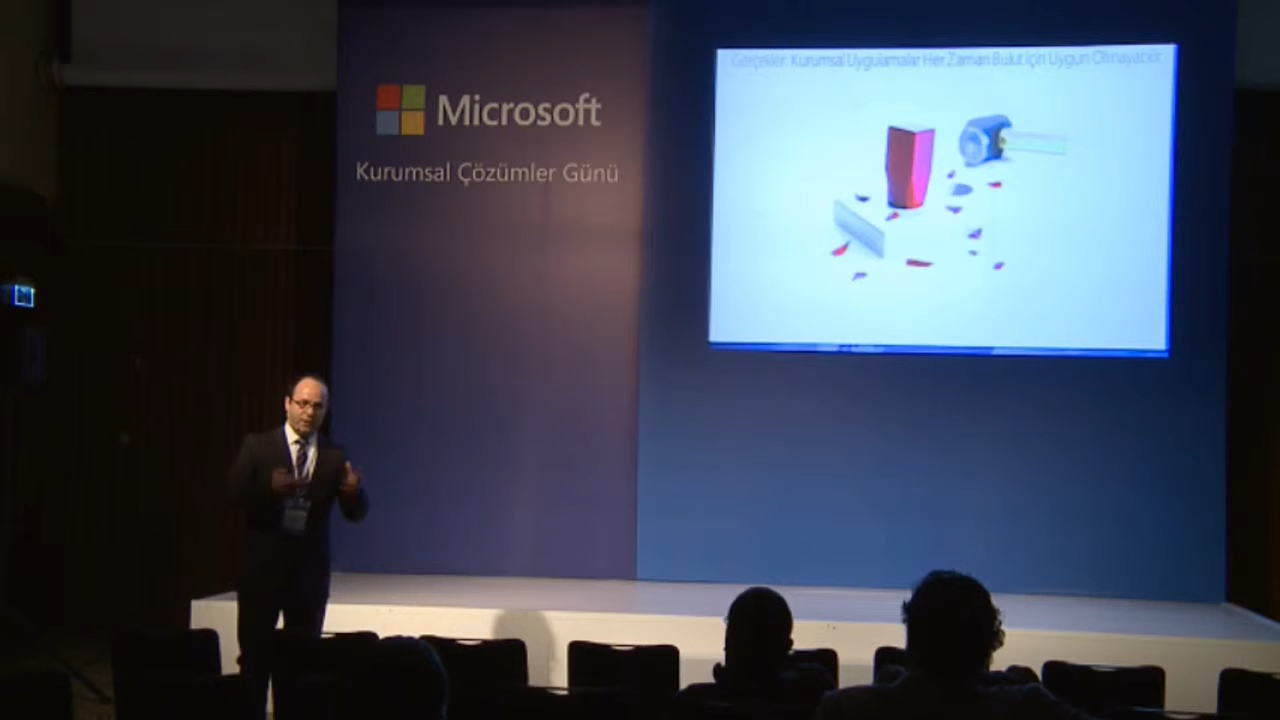 Microsoft
Kurumsal Çözümler Günü
Gerçekler: Kurumsal Uygulamalar Her Zaman Bulut için Uygun Olmayabilir